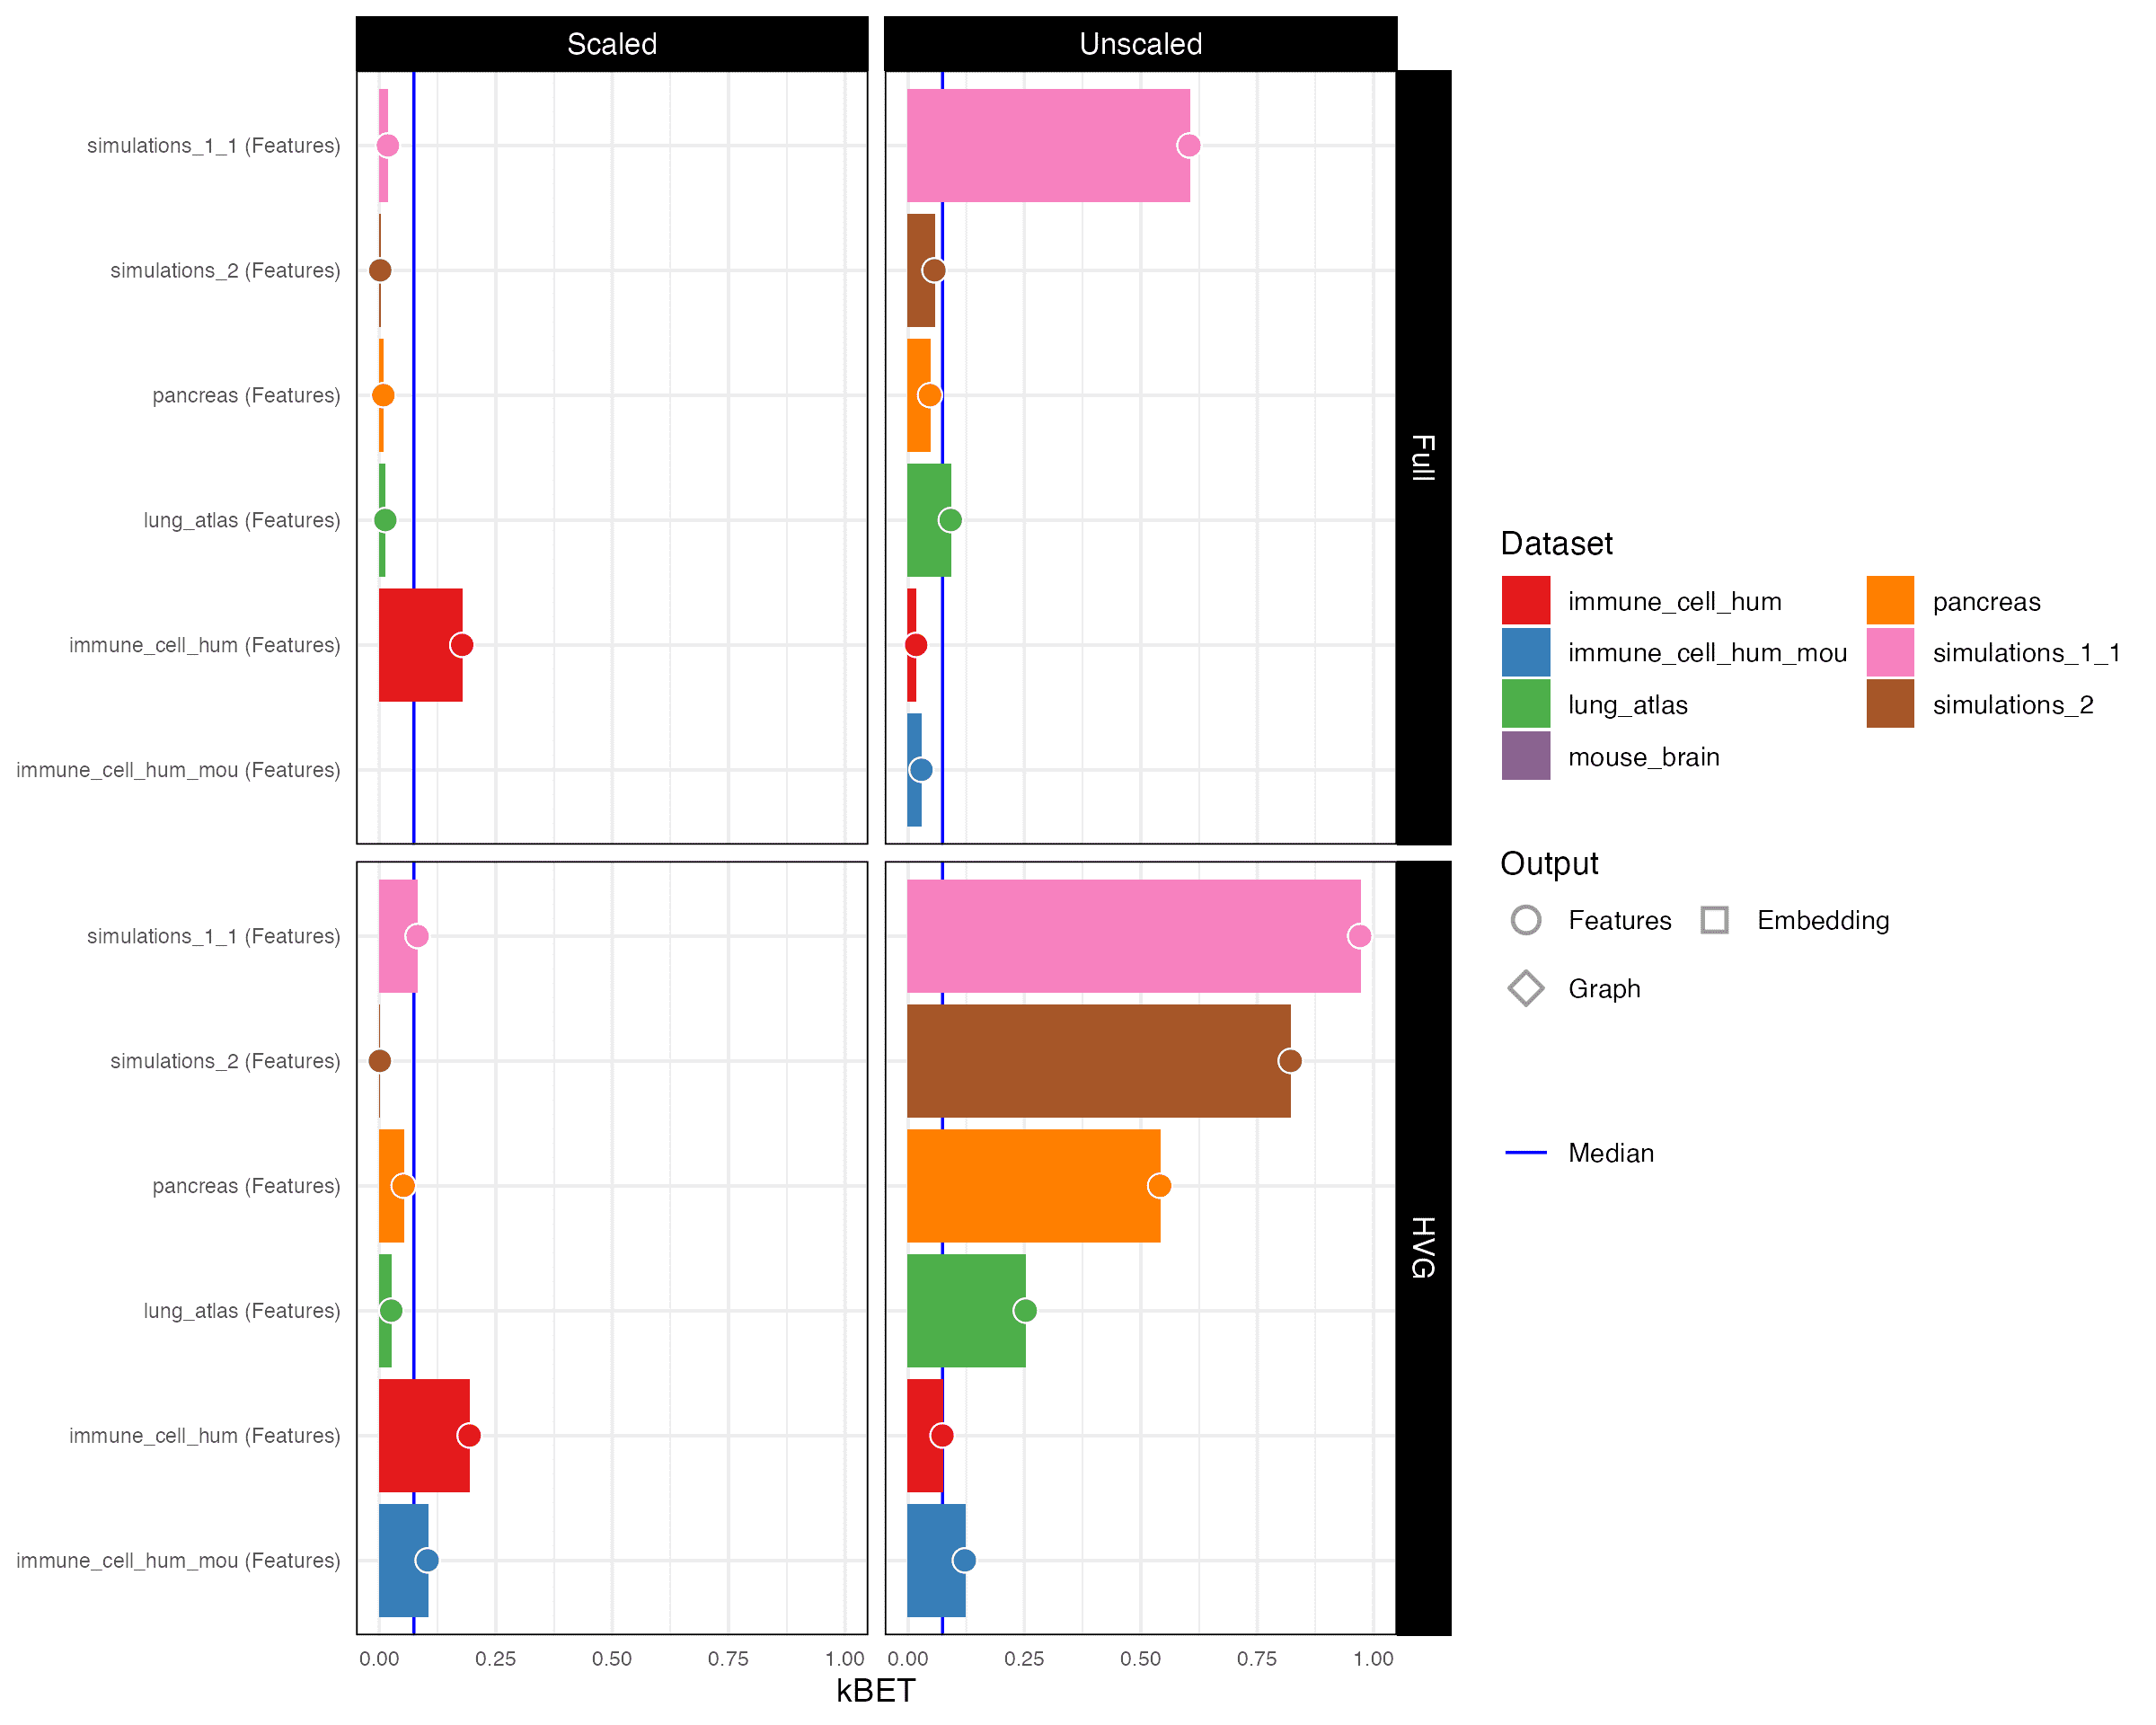 Scaled
Unscaled
simulations_1_1 (Features)
simulations_2 (Features)
pancreas (Features)
lung_atlas (Features)
immune_cell_hum (Features)
immune_cell_hum_mou (Features)
Full
simulations_1_1 (Features)
simulations_2 (Features)
pancreas (Features)
lung_atlas (Features)
immune_cell_hum (Features)
immune_cell_hum_mou (Features)
HVG
0.00 0.25 0.50 0.75 1.00
0.00 0.25 0.50 0.75 1.00
kBET
Dataset
immune_cell_hum
immune_cell_hum_mou
lung_atlas
mouse_brain
pancreas
simulations_1_1
simulations_2
Output
Features
Embedding
Graph
Median